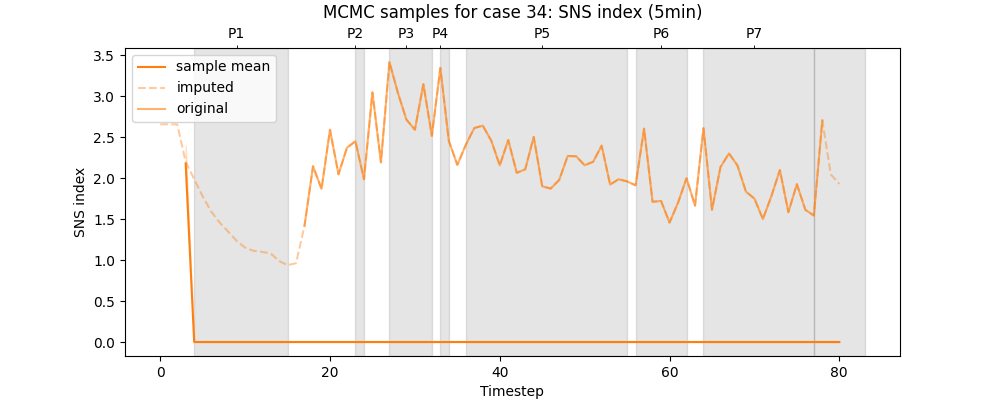 MCMC samples for case 34: SNS index (5min)
P1 P2 P3 P4 P5 P6 P7
sample mean
imputed
original
3.5
3.0
2.5
2.0
1.5
1.0
0.5
0.0
SNS index
0 20 40 60 80
Timestep